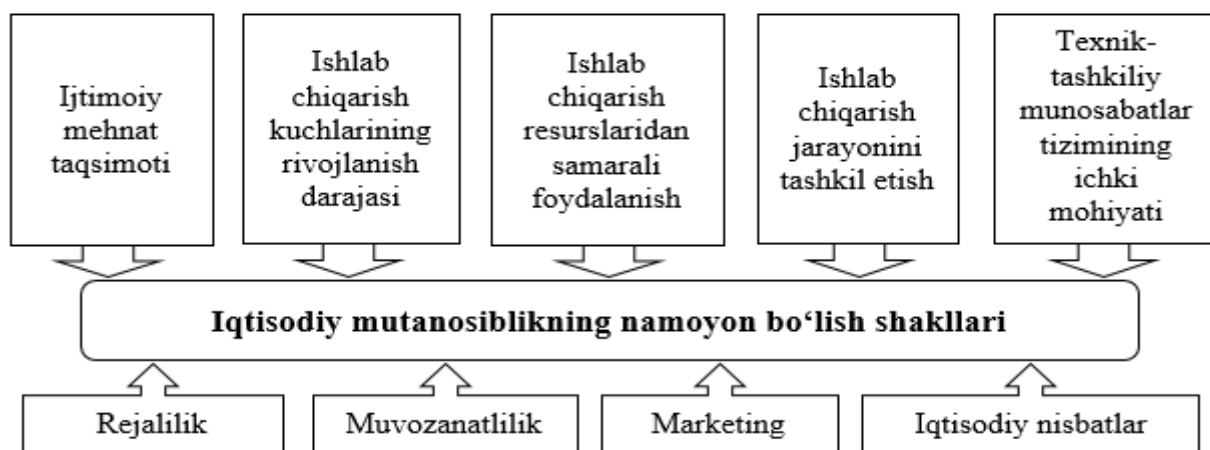 Ijtimoiy
mehnat
taqsimoti
Ishlab
chiqarish
kuchlarining
rivojlanish
darajasi
Ishlab
chiqarish
resurslaridan
samarali
foydalanish
Ishlab
chiqarish
jarayonini
tashkil etish
Texnik-
tashkiliy
munosabatlar
tizimining
ichki
mohiyati
Iqtisodiy mutanosiblikning namoyon bo‘lish shakllari
Rejalilik
Muvozanatlilik
Marketing
Iqtisodiy nisbatlar